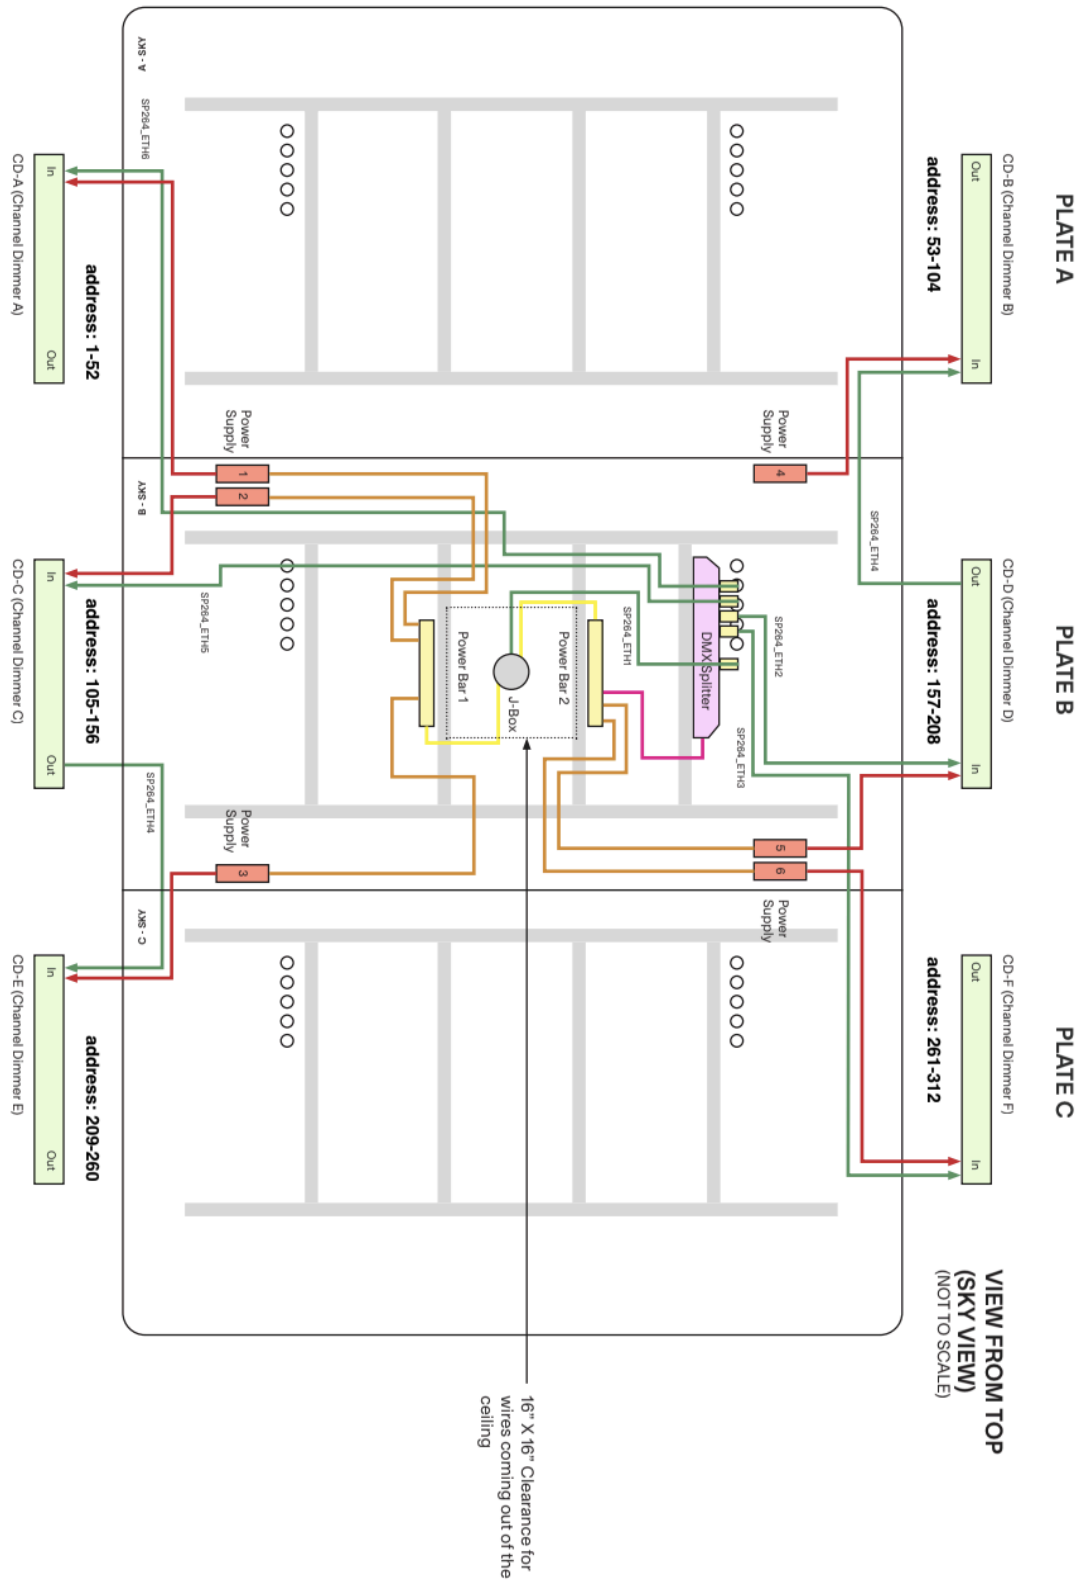 PLATE A
PLATE B
PLATE C
VIEW FROM TOP
(SKY VIEW)
(NOT TO SCALE)
CD-B (Channel Dimmer B)
Out
In
address: 53-104
CD-D (Channel Dimmer D)
Out
In
address: 157-208
CD-F (Channel Dimmer F)
Out
In
address: 261-312
SP264_ETH4
Power
Supply
4
SP264_ETH2
SP264_ETH3
DMX Splitter
5
6
Power
Supply
SP264_ETH1
Power Bar 2
J-Box
Power Bar 1
16” X 16” Clearance for
wires coming out of the
ceiling
Power
Supply
1
2
SP264_ETH5
Power
Supply
3
A - SKY
SP264_ETH6
SKY - B
SP264_ETH4
C - SKY
address: 1-52
In
Out
CD-A (Channel Dimmer A)
address: 105-156
In
Out
CD-C (Channel Dimmer C)
address: 209-260
In
Out
CD-E (Channel Dimmer E)